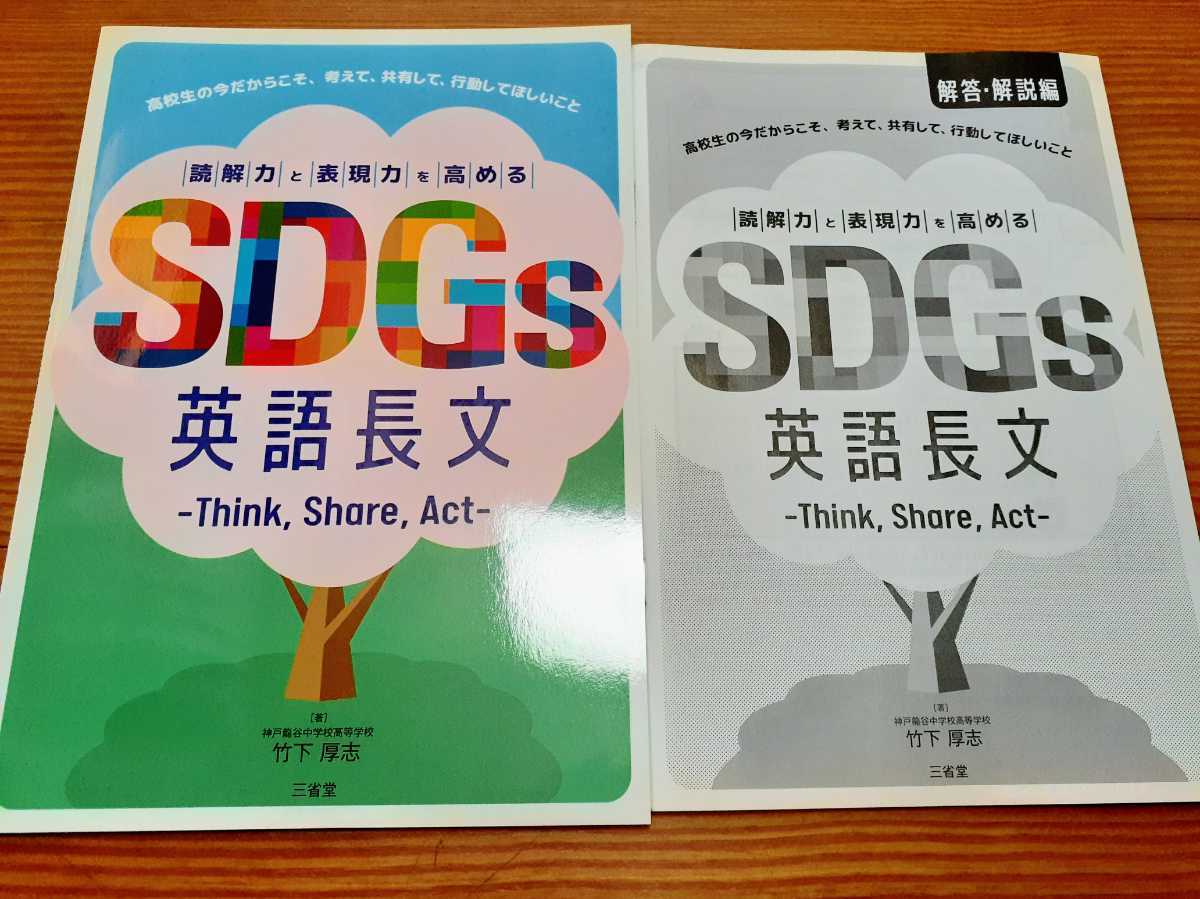 高校生の今だからこそ、考えて、共有して、行動してほしいこと
読解力と表現力を高める
SDGs
英語長文
-Think, Share, Act-
[著]
神戸龍谷中学校高等学校
竹下 厚志
三省堂
解答・解説編
高校生の今だからこそ、考えて、共有して、行動してほしいこと
読解力と表現力を高める
SDGs
英語長文
-Think, Share, Act-
[著]
神戸龍谷中学校高等学校
竹下 厚志
三省堂